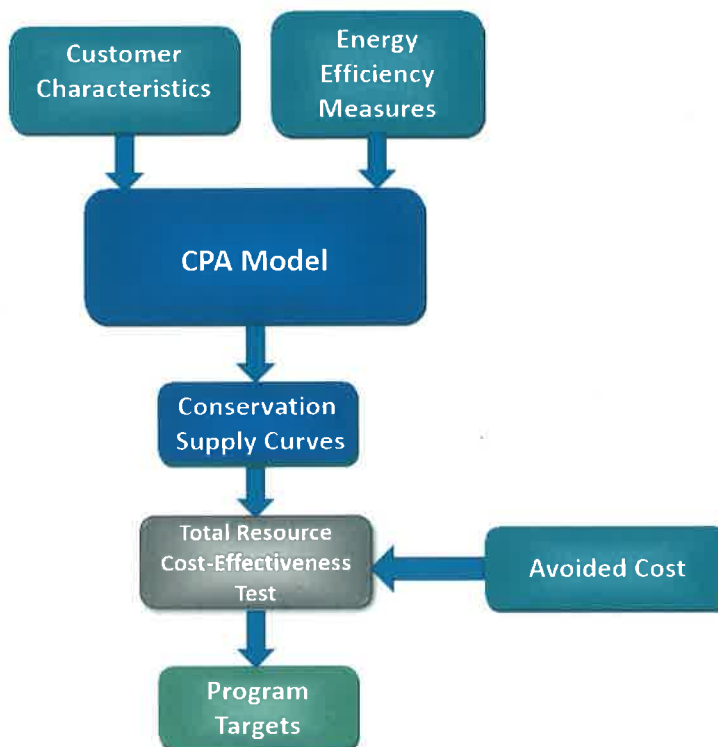 Customer
Characteristics
Energy
Efficiency
Measures
CPA Model
Conservation
Supply Curves
Total Resource
Cost-Effectiveness
Test
Avoided Cost
Program
Targets